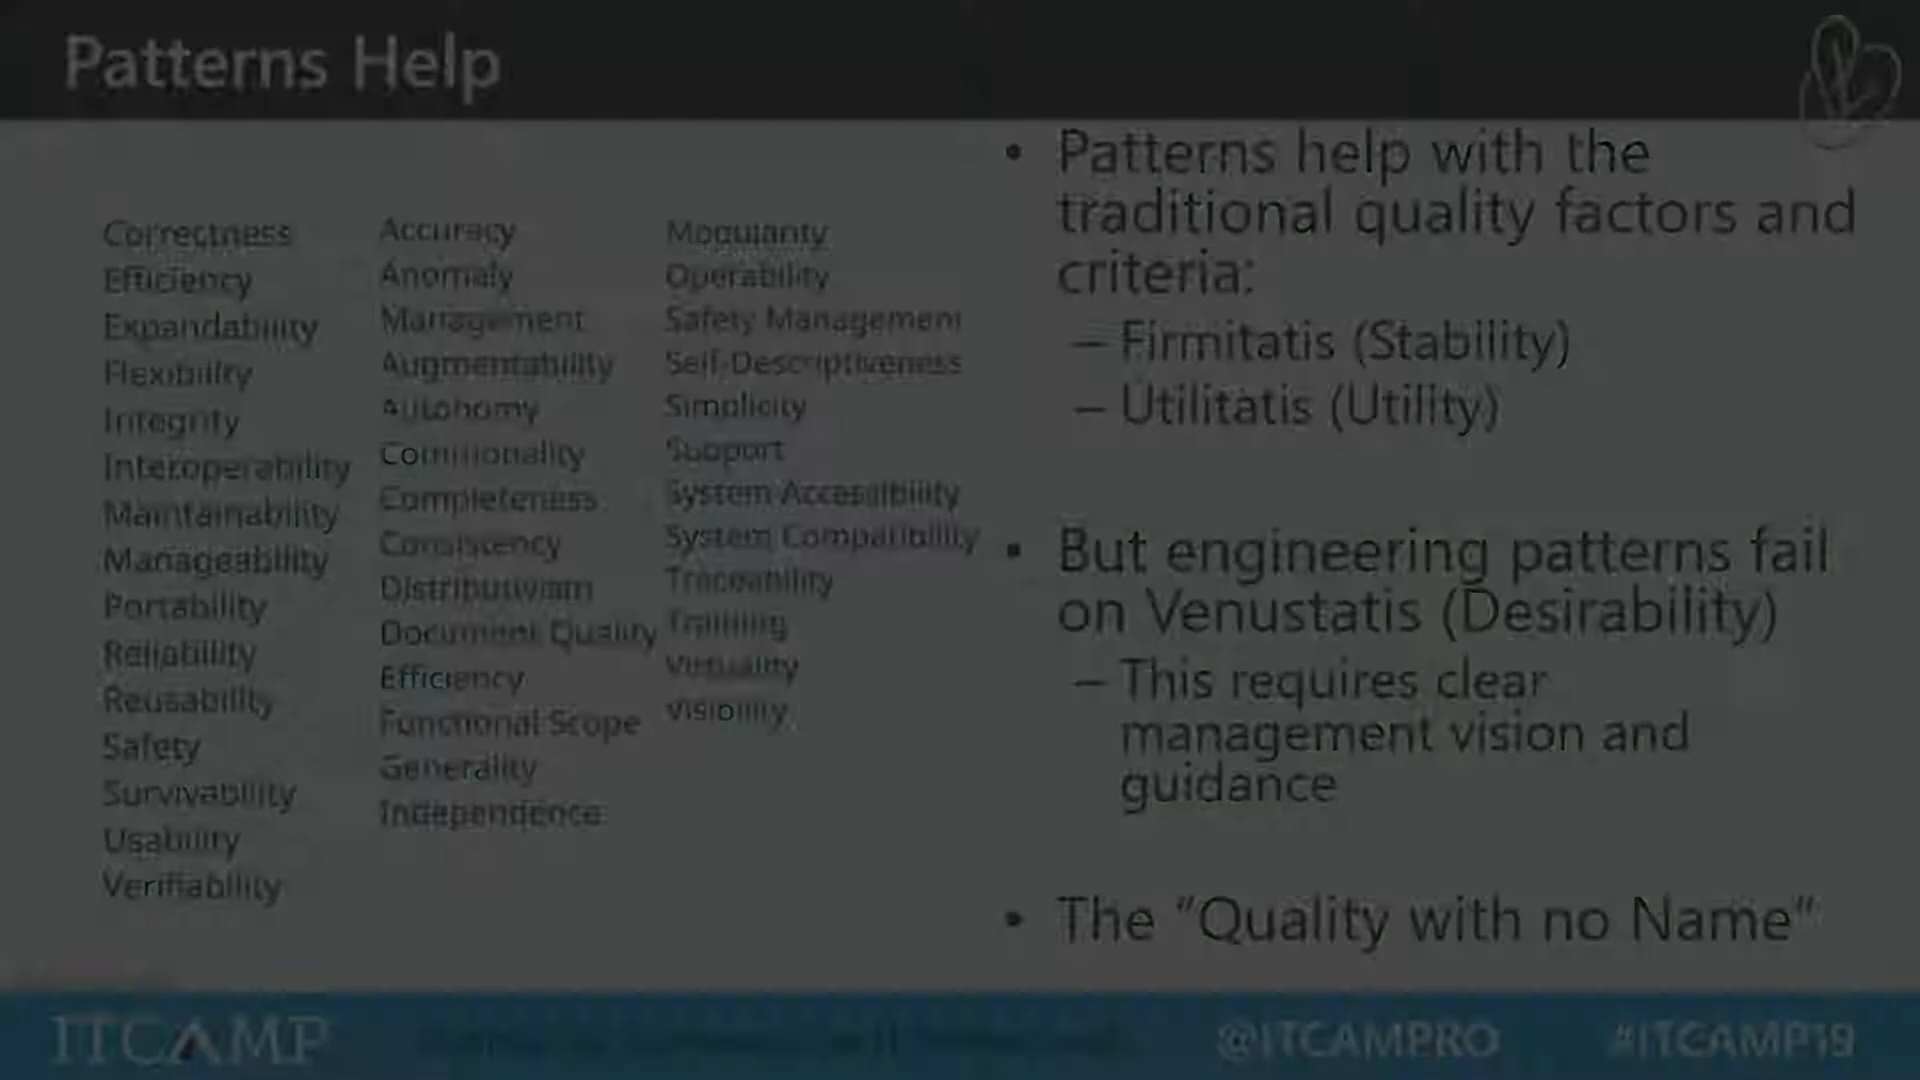 Patterns Help
Correctness
Efficiency
Expandability
Flexibility
Integrity
Interoperability
Maintainability
Manageability
Portability
Reliability
Reusability
Safety
Survivability
Usability
Verifiability
Accuracy
Anomaly
Management
Augmentability
Autonomy
Commonality
Completeness
Consistency
Document Quality
Efficiency
Functional Scope
Generality
Independence
Modularity
Operability
Safety Management
Self-Descriptiveness
Simplicity
Support
System Accessibility
System Compatibility
Traceability
Training
Virtuality
Visibility
• Patterns help with the
traditional quality factors and
criteria:
– Firmitatis (Stability)
– Utilitatis (Utility)
• But engineering patterns fail
on Venustatis (Desirability)
– This requires clear
management vision and
guidance
• The “Quality with no Name”
ITCAMP
@ITCAMPRO
#ITCAMP19